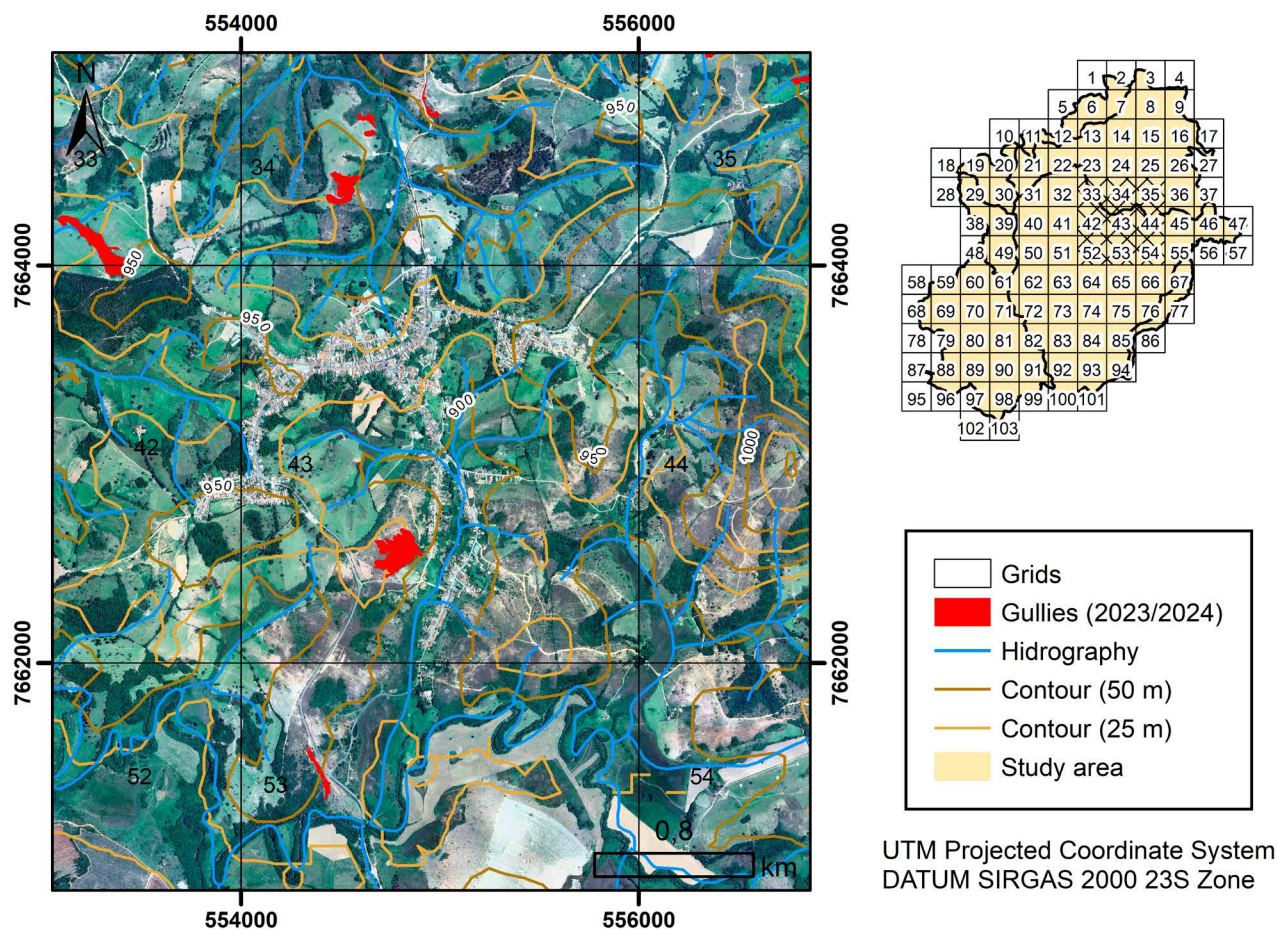 554000 556000
N
33
34
35
950
7664000
7664000
950
950
900
950
1000
42
43
44
950
7662000
7662000
52
53
54
0,8
km
554000 556000
1 2 3 4
5 6 7 8 9
10 11 12 13 14 15 16 17
18 19 20 21 22 23 24 25 26 27
28 29 30 31 32 33 34 35 36 37
38 39 40 41 42 43 44 45 46 47
48 49 50 51 52 53 54 55 56 57
58 59 60 61 62 63 64 65 66 67
68 69 70 71 72 73 74 75 76 77
78 79 80 81 82 83 84 85 86
87 88 89 90 91 92 93 94
95 96 97 98 99 100 101
102 103
Grids
Gullies (2023/2024)
Hidrography
Contour (50 m)
Contour (25 m)
Study area
UTM Projected Coordinate System
DATUM SIRGAS 2000 23S Zone